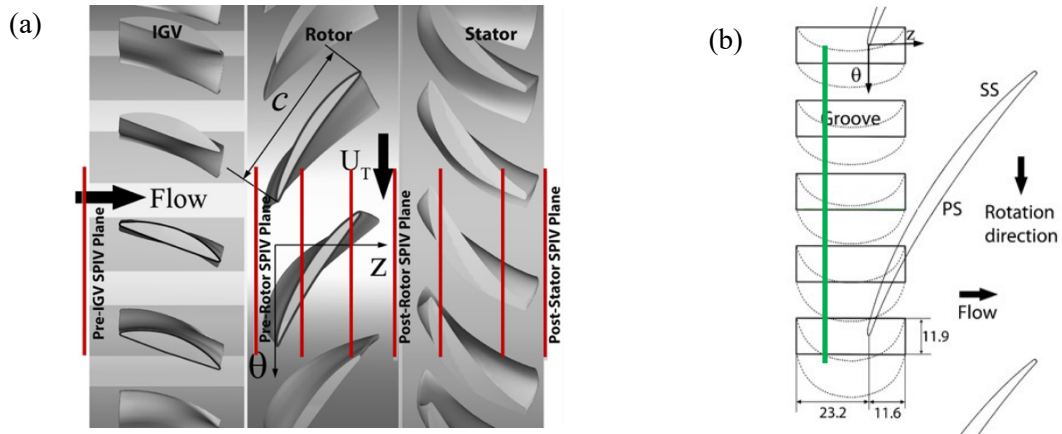 (a)
IGV
Rotor
Stator
c
U_T
Flow
Pre-IGV SPIV Plane
Pre-Rotor SPIV Plane
Post-Rotor SPIV Plane
Post-Stator SPIV Plane
Z
θ
(b)
z
θ
Groove
SS
PS
Rotation
direction
Flow
11.9
23.2
11.6